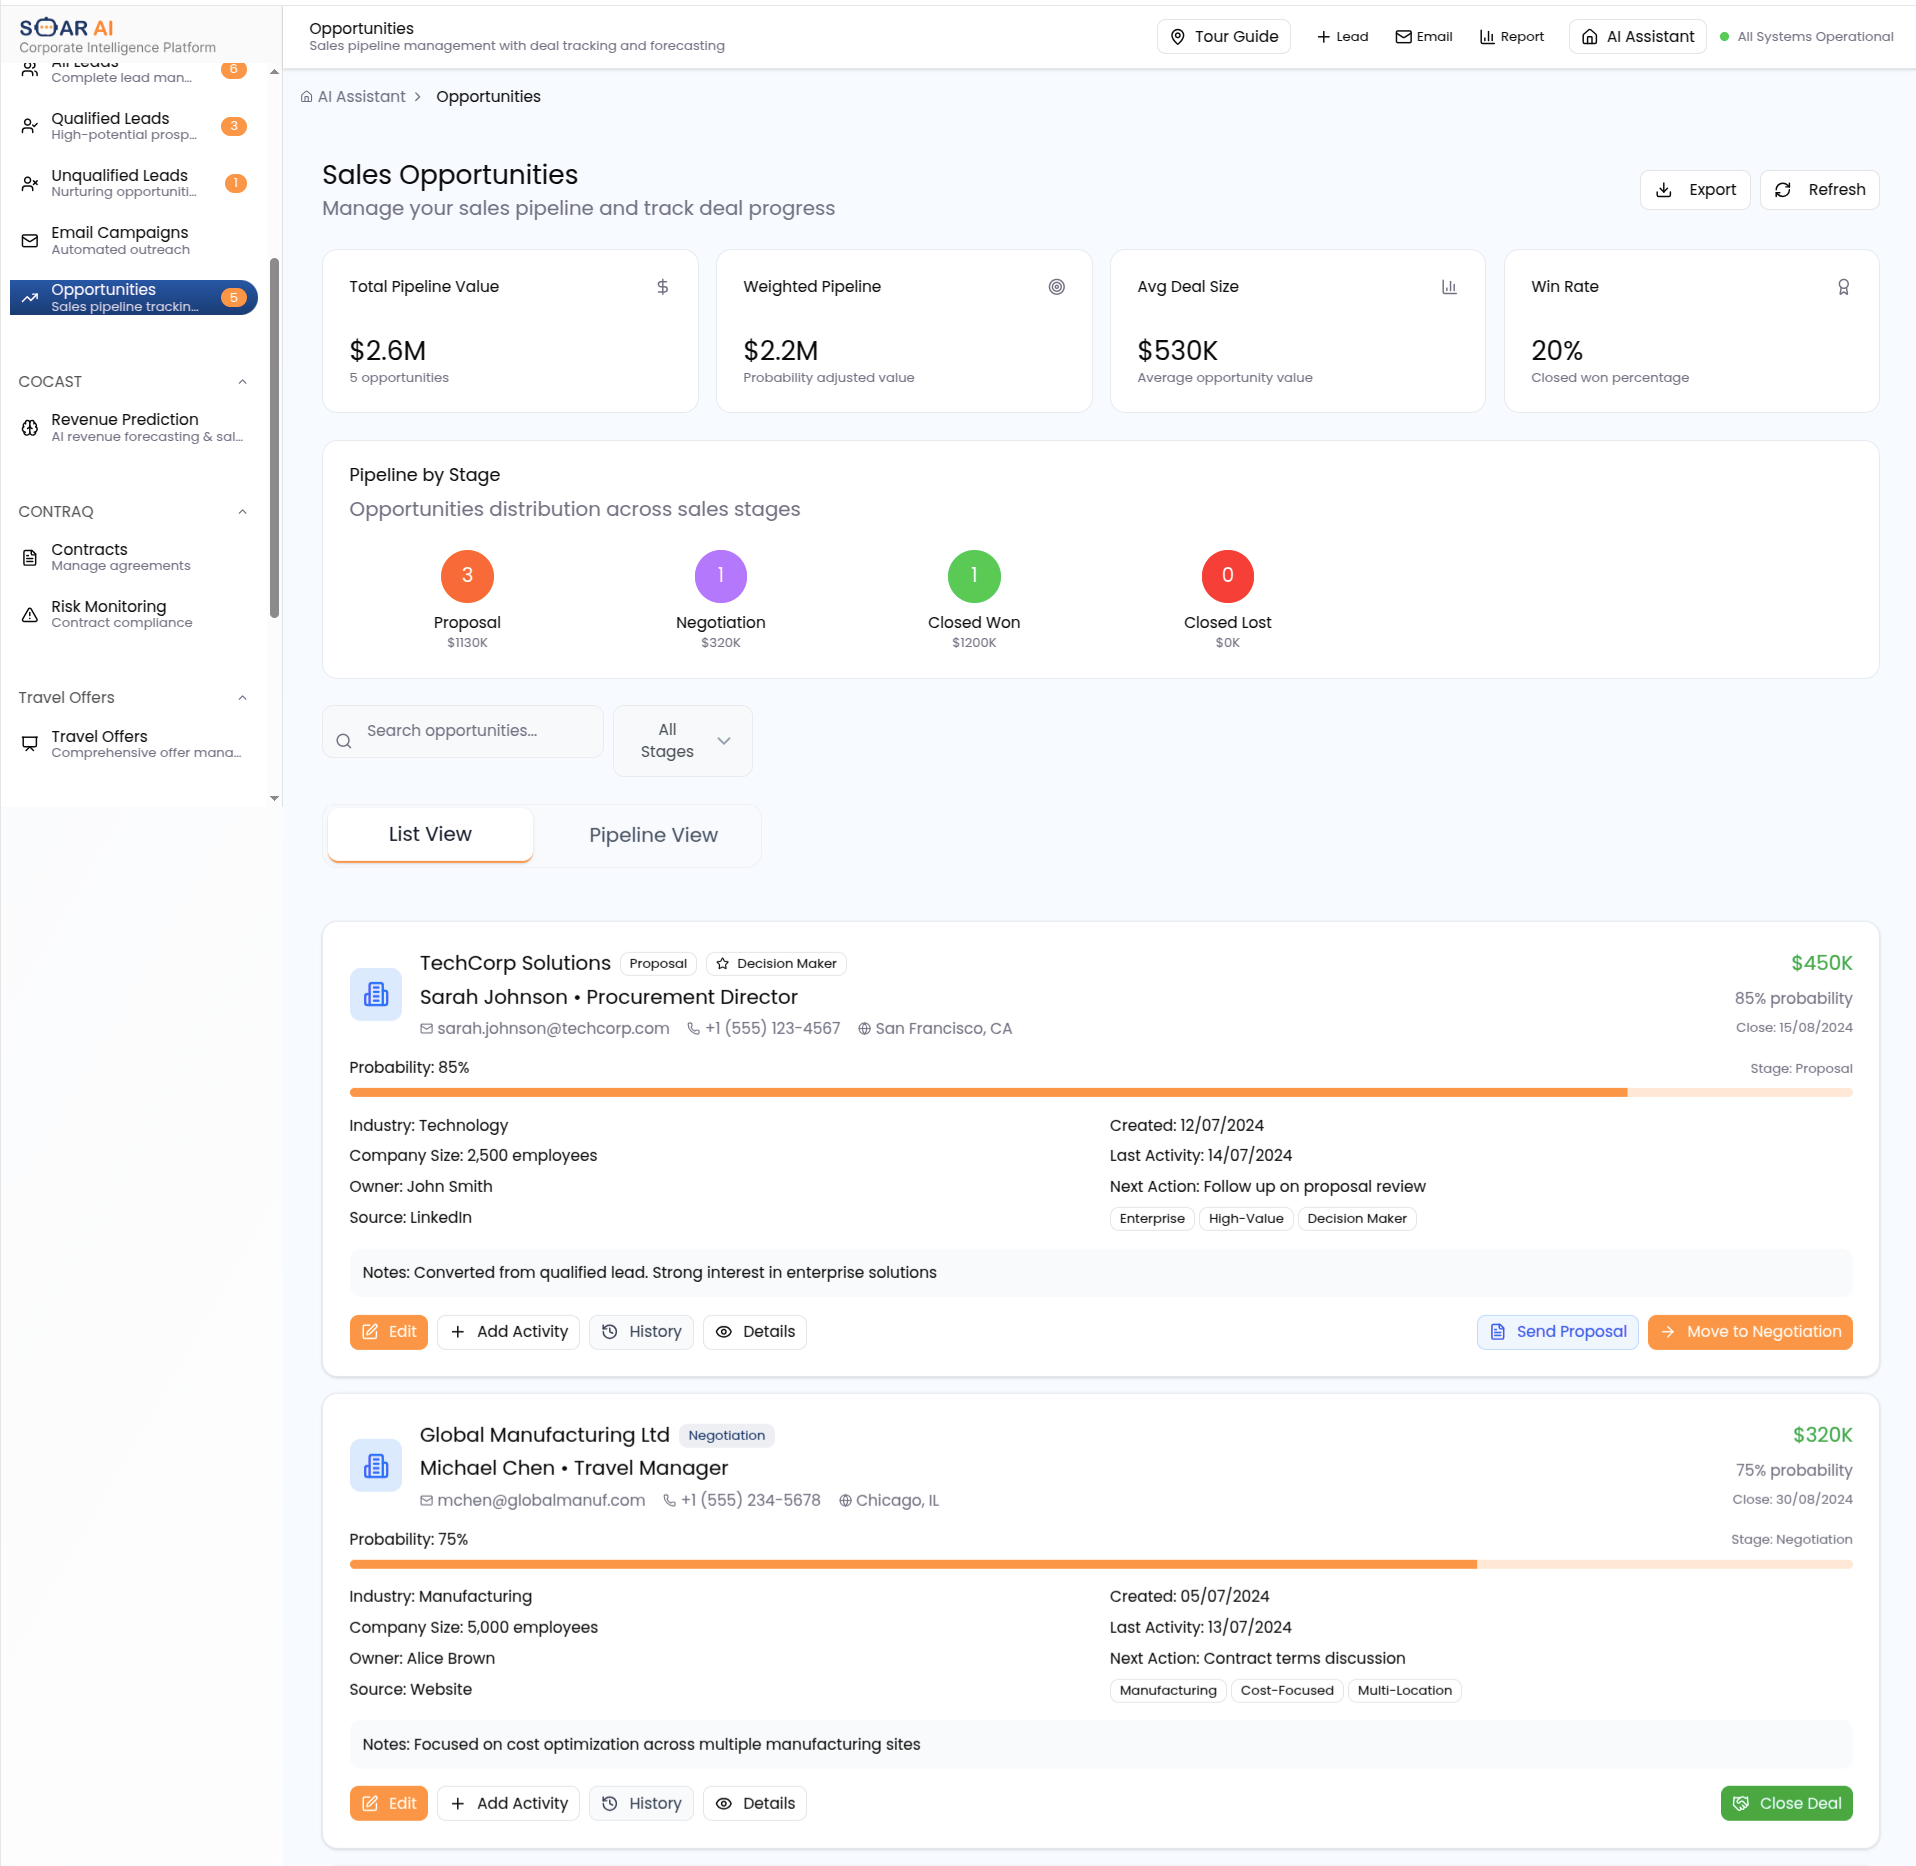 SOAR AI
Corporate Intelligence Platform
All Leads
Complete lead man...
6
Qualified Leads
High-potential prosp...
3
Unqualified Leads
Nurturing opportuniti...
1
Email Campaigns
Automated outreach
Opportunities
Sales pipeline trackin...
5
COCAST
Revenue Prediction
AI revenue forecasting & sal...
CONTRAQ
Contracts
Manage agreements
Risk Monitoring
Contract compliance
Travel Offers
Travel Offers
Comprehensive offer mana...
Opportunities
Sales pipeline management with deal tracking and forecasting
Tour Guide
Lead
Email
Report
AI Assistant
All Systems Operational
AI Assistant > Opportunities
Sales Opportunities
Manage your sales pipeline and track deal progress
Export
Refresh
Total Pipeline Value
$2.6M
5 opportunities
Weighted Pipeline
$2.2M
Probability adjusted value
Avg Deal Size
$530K
Average opportunity value
Win Rate
20%
Closed won percentage
Pipeline by Stage
Opportunities distribution across sales stages
3
Proposal
$1130K
1
Negotiation
$320K
1
Closed Won
$1200K
0
Closed Lost
$0K
Search opportunities...
All
Stages
List View
Pipeline View
TechCorp Solutions Proposal Decision Maker
Sarah Johnson • Procurement Director
sarah.johnson@techcorp.com +1 (555) 123-4567 San Francisco, CA
$450K
85% probability
Close: 15/08/2024
Probability: 85%
Stage: Proposal
Industry: Technology
Company Size: 2,500 employees
Owner: John Smith
Source: LinkedIn
Created: 12/07/2024
Last Activity: 14/07/2024
Next Action: Follow up on proposal review
Enterprise High-Value Decision Maker
Notes: Converted from qualified lead. Strong interest in enterprise solutions
Edit
Add Activity
History
Details
Send Proposal
Move to Negotiation
Global Manufacturing Ltd Negotiation
Michael Chen • Travel Manager
mchen@globalmanuf.com +1 (555) 234-5678 Chicago, IL
$320K
75% probability
Close: 30/08/2024
Probability: 75%
Stage: Negotiation
Industry: Manufacturing
Company Size: 5,000 employees
Owner: Alice Brown
Source: Website
Created: 05/07/2024
Last Activity: 13/07/2024
Next Action: Contract terms discussion
Manufacturing Cost-Focused Multi-Location
Notes: Focused on cost optimization across multiple manufacturing sites
Edit
Add Activity
History
Details
Close Deal